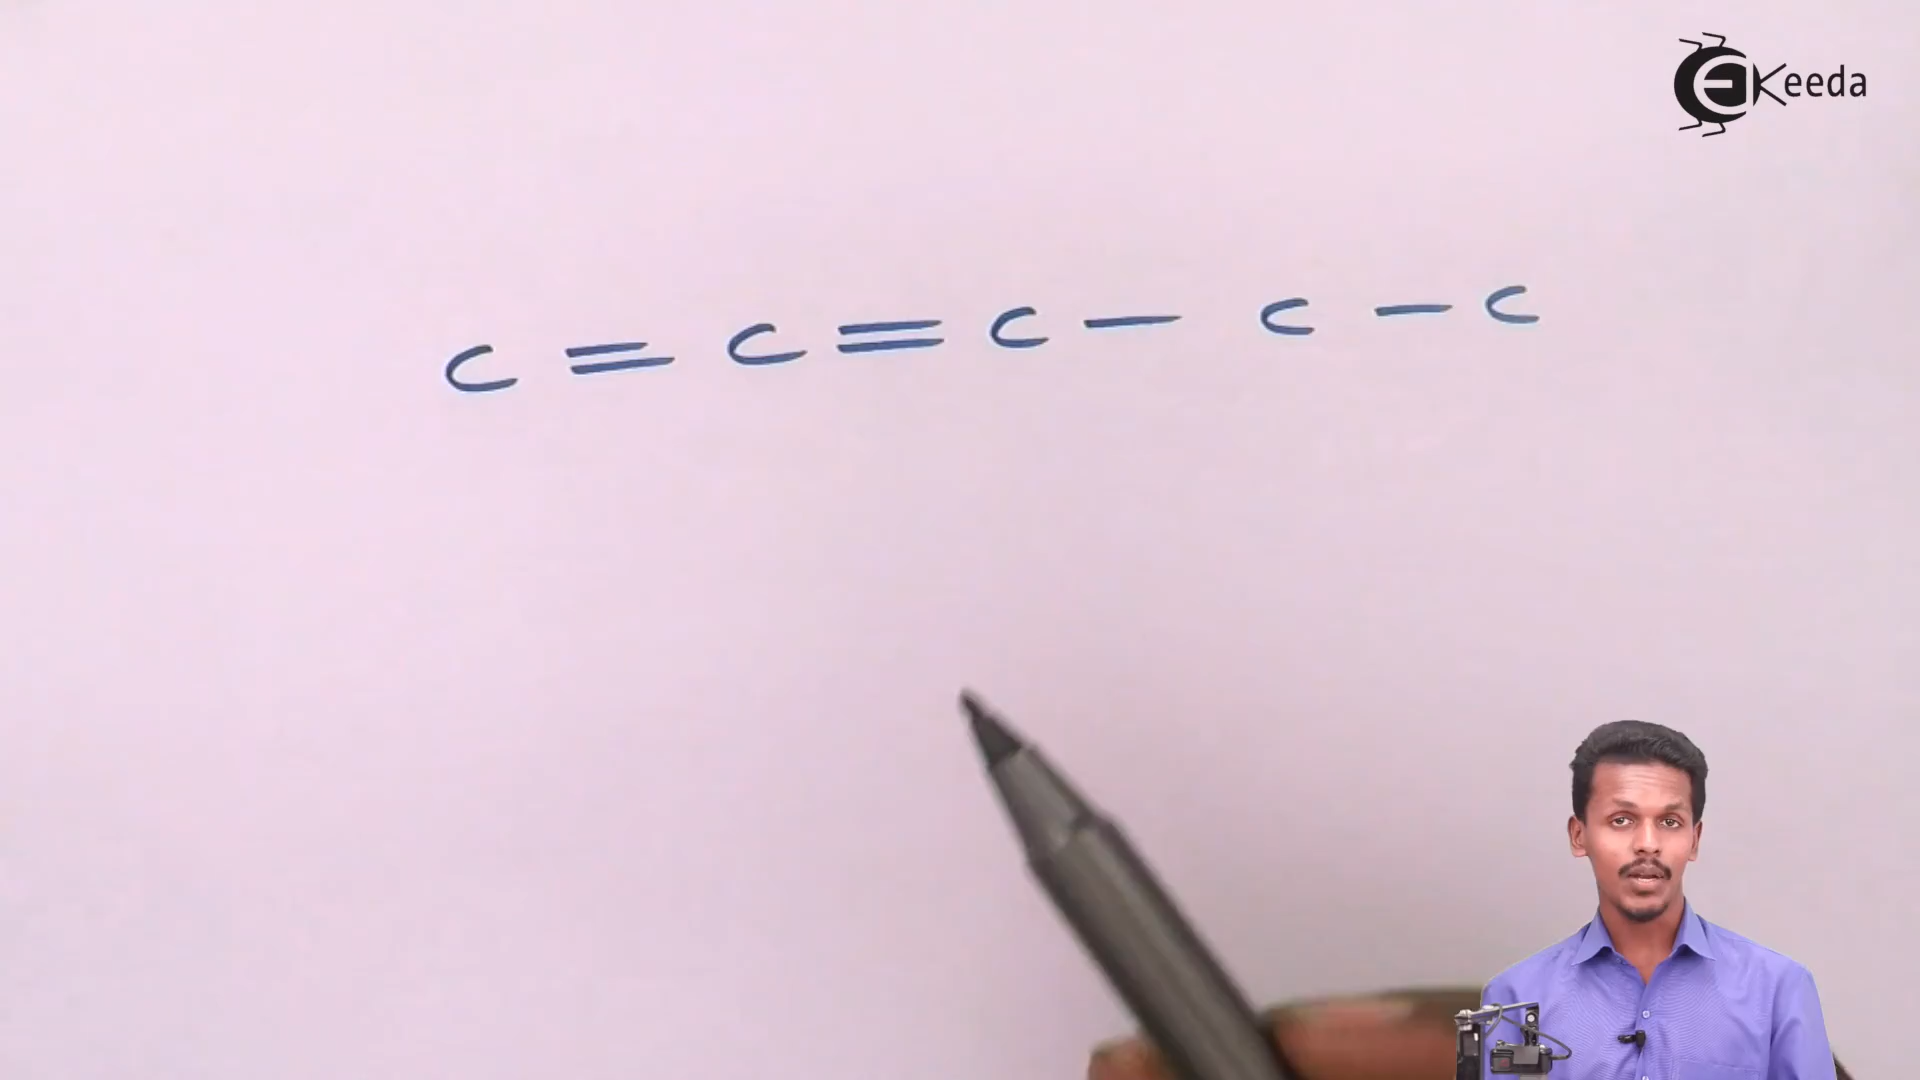 Keeda
c = c = c - c - c